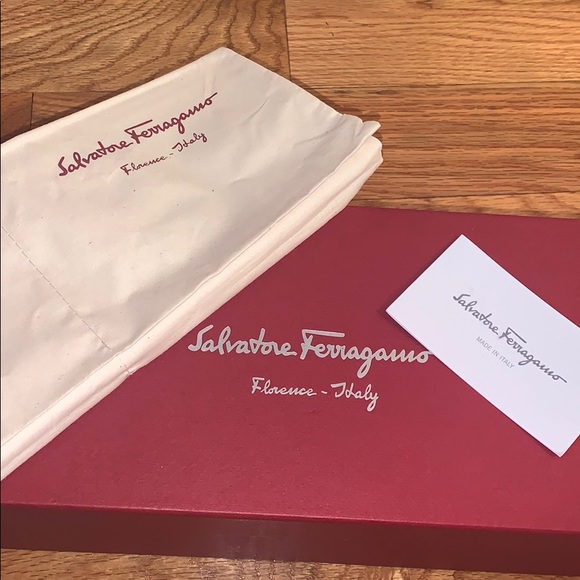 Salvatore Ferragamo
Florence - Italy
Salvatore Ferragamo
Florence - Italy
Salvatore Ferragamo
MADE IN ITALY